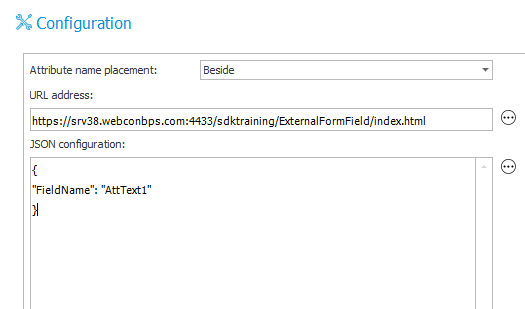 Configuration
Attribute name placement: Beside
URL address:
https://srv38.webconbps.com:4433/sdktraining/ExternalFormField/index.html
JSON configuration:
{
"FieldName": "AttText1"
}